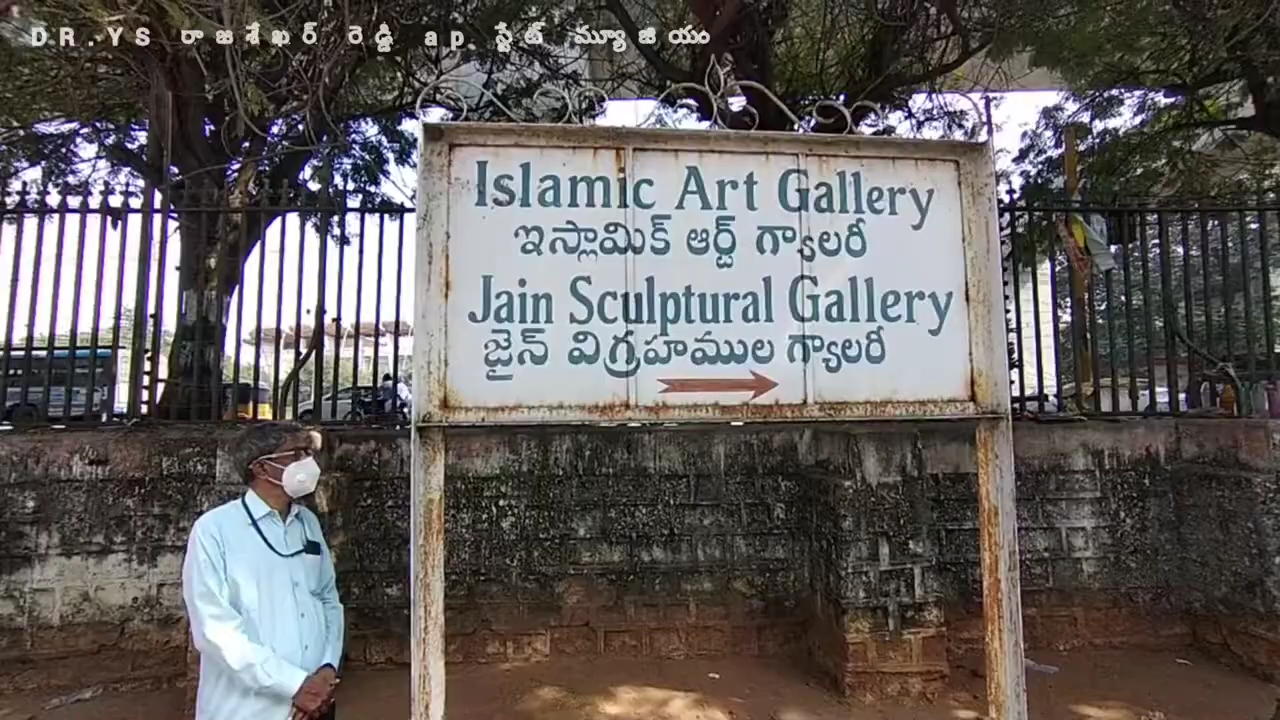 DR.YS రాజశేఖర్ రెడ్డి ap స్టేట్ మ్యూజియం
Islamic Art Gallery
ఇస్లామిక్ ఆర్ట్ గ్యాలరీ
Jain Sculptural Gallery
జైన్ విగ్రహముల గ్యాలరీ